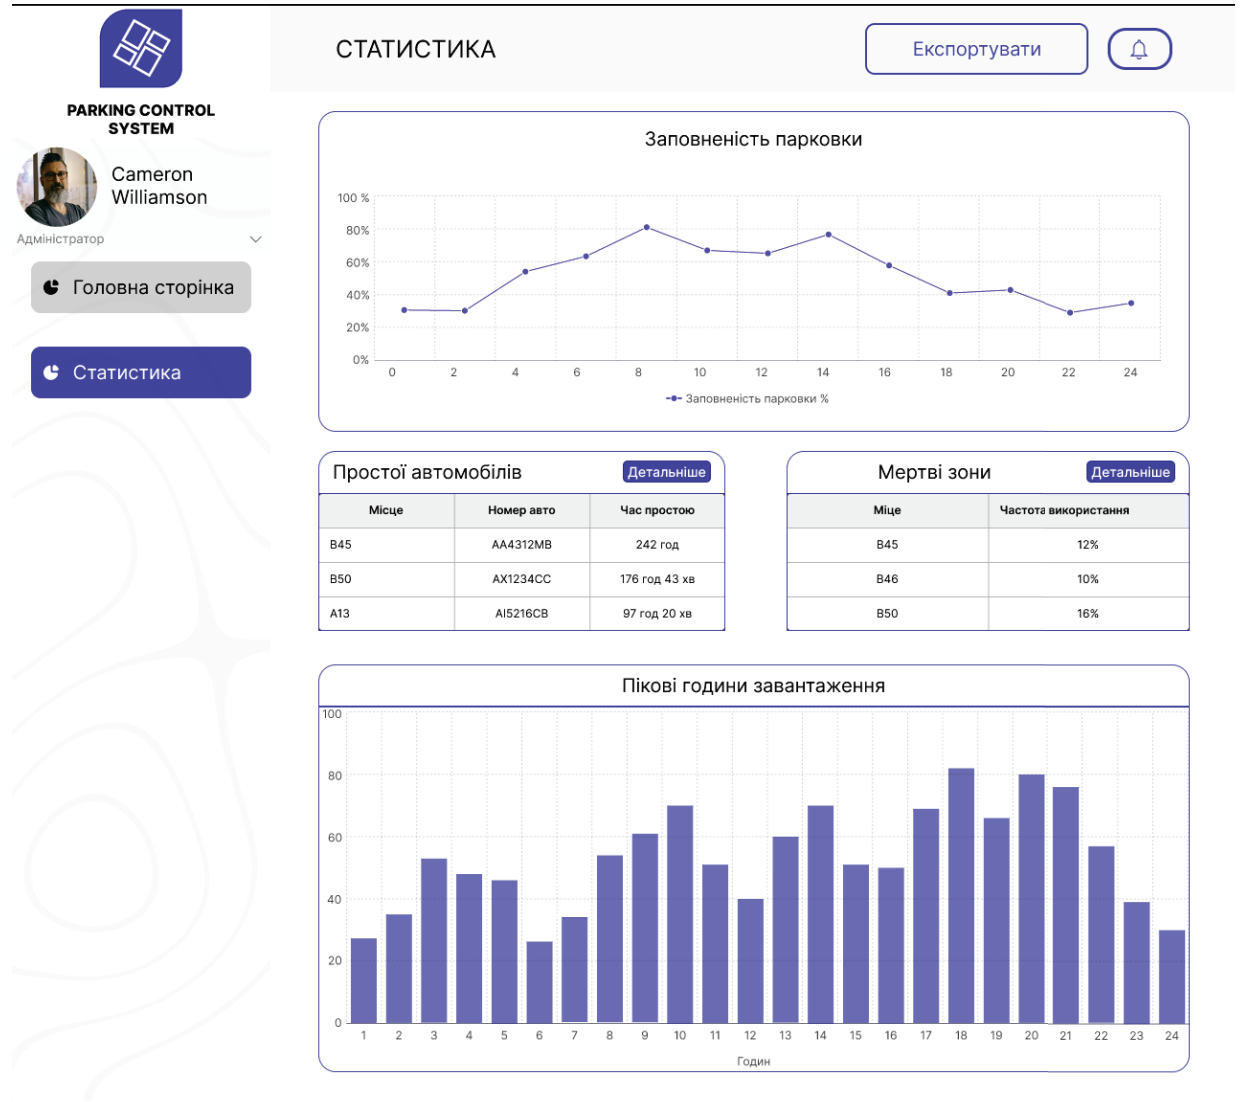 PARKING CONTROL
SYSTEM
Cameron
Williamson
Адміністратор
Головна сторінка
Статистика
СТАТИСТИКА
Експортувати
Заповненість парковки
100 %
80%
60%
40%
20%
0%
0 2 4 6 8 10 12 14 16 18 20 22 24
Заповненість парковки %
Простої автомобілів Детальніше
Місце Номер авто Час простою
B45 AA4312MB 242 год
B50 AX1234CC 176 год 43 хв
A13 AI5216CB 97 год 20 хв
Мертві зони Детальніше
Міце Частота використання
B45 12%
B46 10%
B50 16%
Пікові години завантаження
100
80
60
40
20
0
1 2 3 4 5 6 7 8 9 10 11 12 13 14 15 16 17 18 19 20 21 22 23 24
Годин